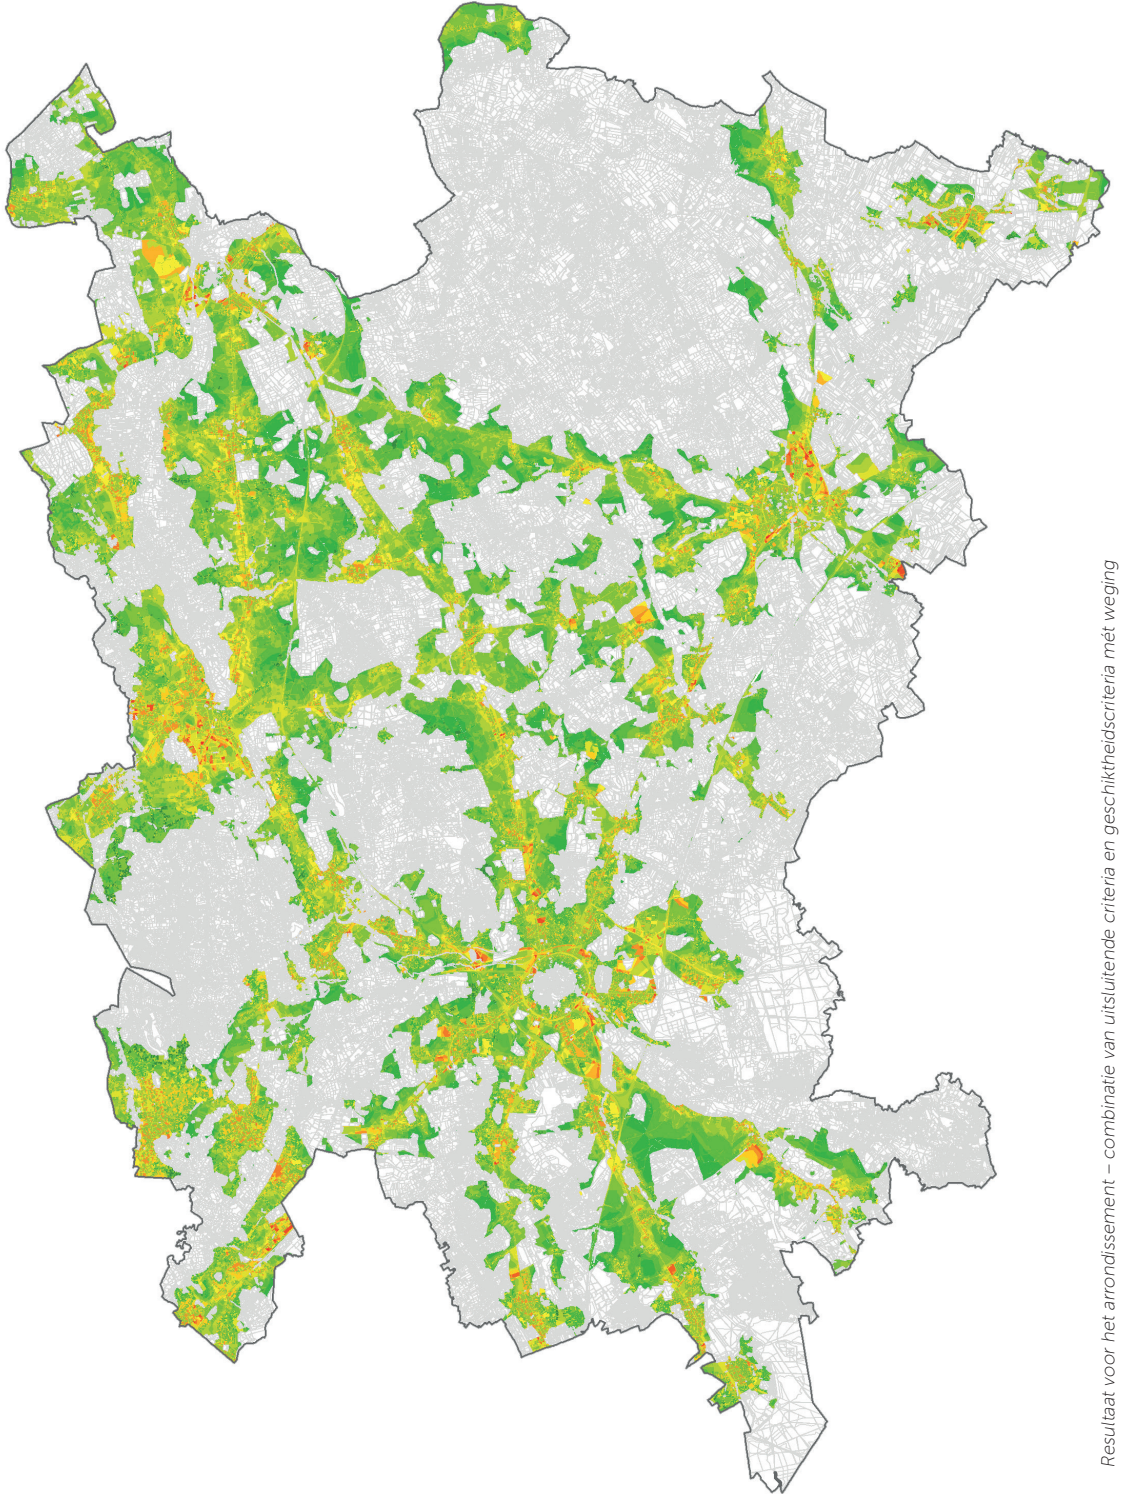 Resultaat voor het arrondissement – combinatie van uitsluitende criteria en geschiktheidscriteria mét weging